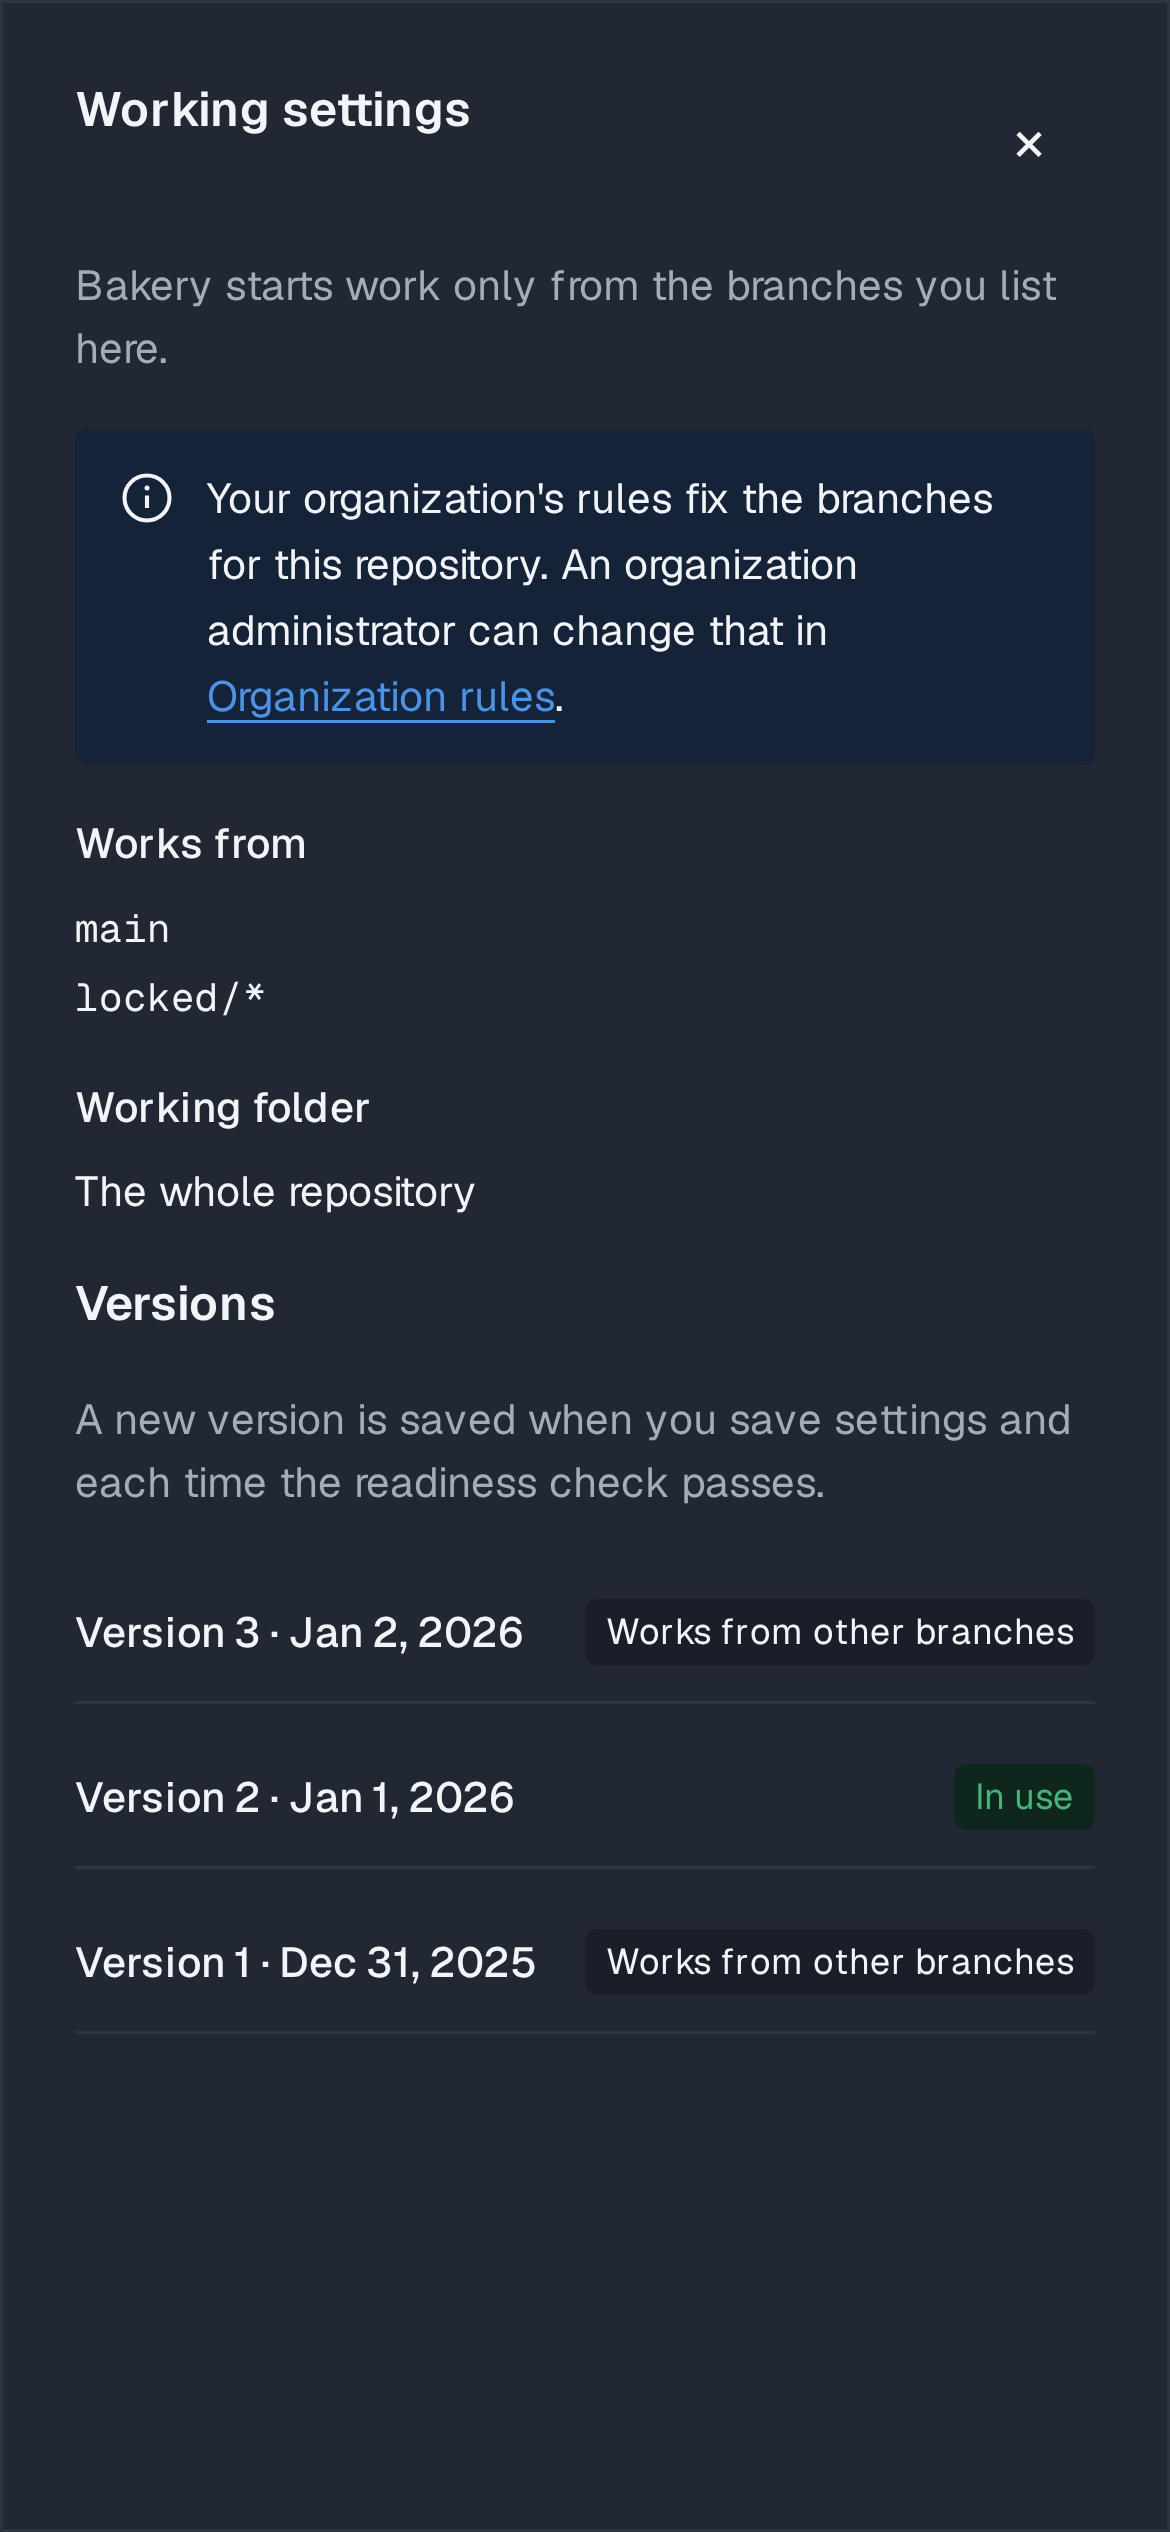 Working settings
Bakery starts work only from the branches you list
here.
Your organization's rules fix the branches
for this repository. An organization
administrator can change that in
Organization rules.
Works from
main
locked/*
Working folder
The whole repository
Versions
A new version is saved when you save settings and
each time the readiness check passes.
Version 3 · Jan 2, 2026 Works from other branches
Version 2 · Jan 1, 2026 In use
Version 1 · Dec 31, 2025 Works from other branches